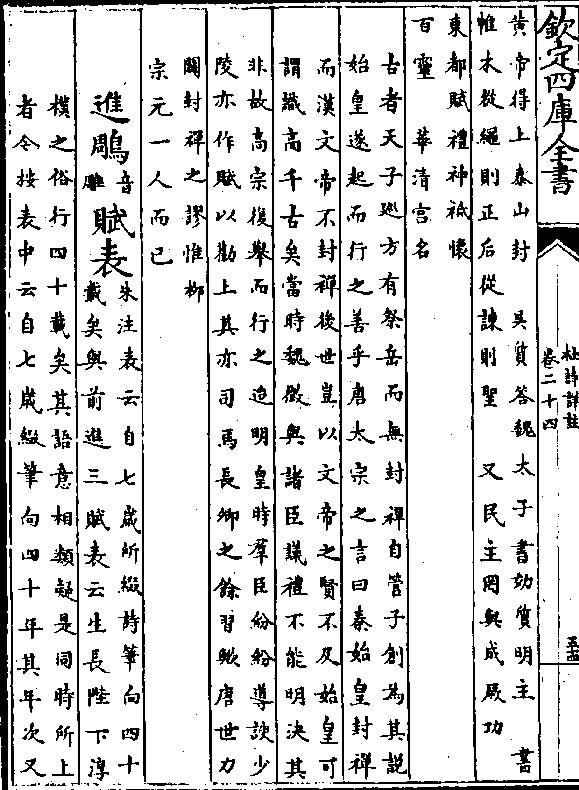 欽定四庫全書
杜詩詳註
卷二十四
黄帝得上泰山封 吳質答魏太子書効質明主 書
惟木從繩則正后從諫則聖 又民主罔與成厥功
東都賦禮神祗懷
百靈 華清宫名
古者天子巡方有祭岳而無封禪自管子創為其説
始皇遂起而行之善乎唐太宗之言曰秦始皇封禪
而漢文帝不封禪後世豈以文帝之賢不及始皇可
謂識高千古矣當時魏徵與諸臣議禮不能明決其
非故高宗復舉而行之迨明皇時羣臣紛紛導諛少
陵亦作賦以勸上其亦司馬長卿之餘習歟唐世力
闢封禪之謬惟柳
宗元一人而已
進鵰音雕賦表
朱注表云自七歲所綴詩筆向四十
載矣與前進三賦表云生長陛下淳
樸之俗行四十載矣其語意相類疑是同時所上
者今按表中云自七歲綴筆向四十年其年次又